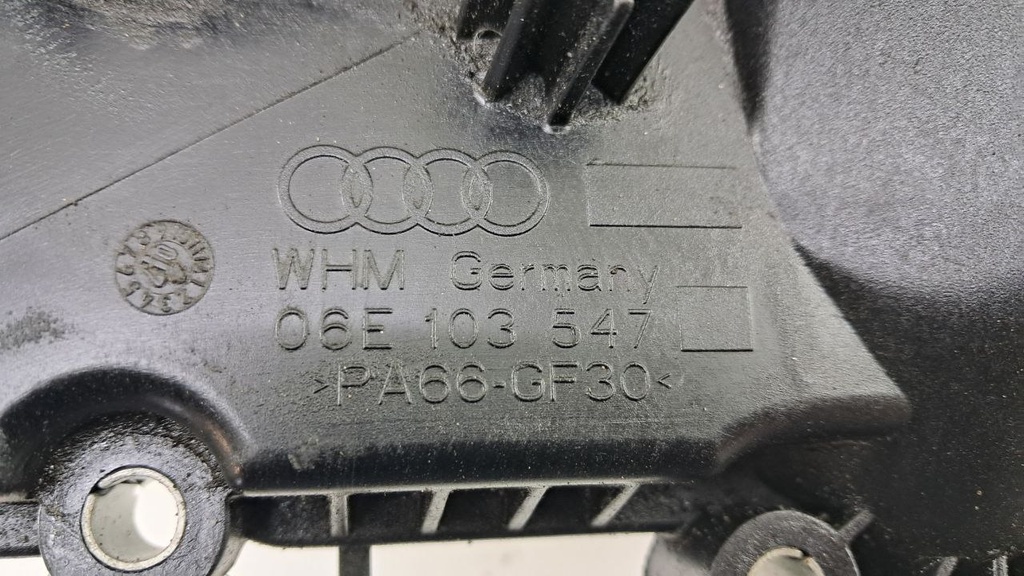 WHM Germany
06E 103 547
>PA66-GF30<